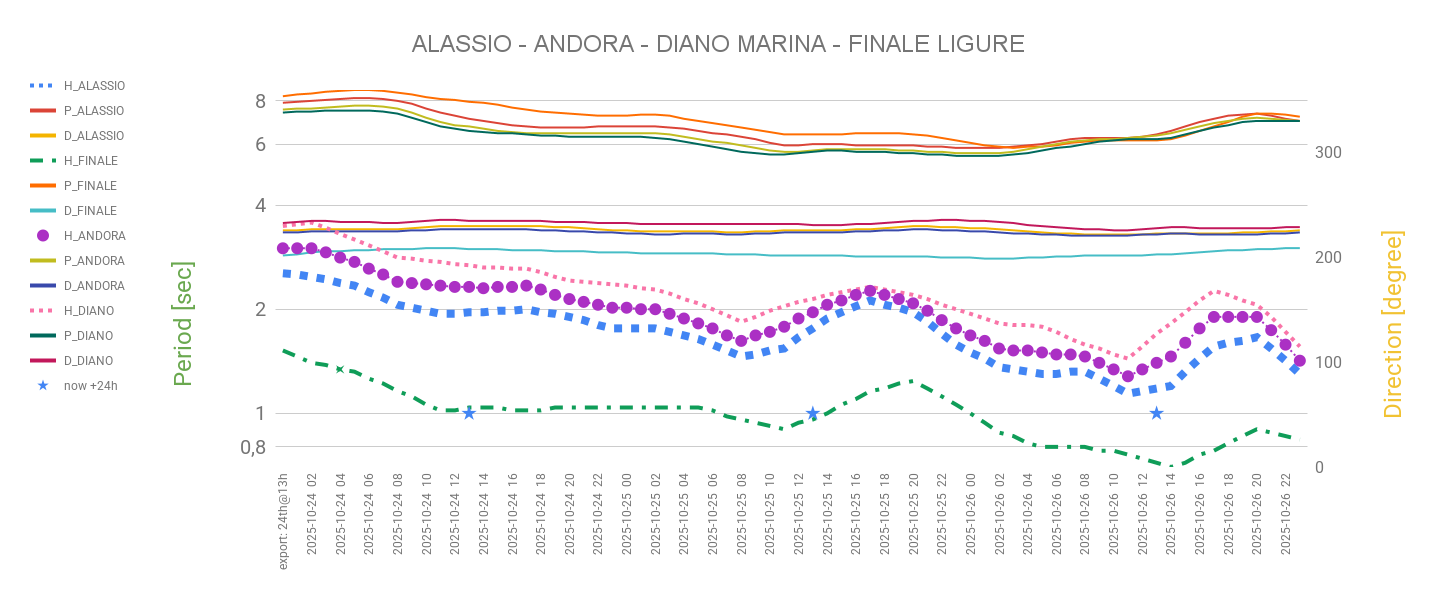 ALASSIO - ANDORA - DIANO MARINA - FINALE LIGURE
H_ALASSIO
P_ALASSIO
D_ALASSIO
H_FINALE
P_FINALE
D_FINALE
H_ANDORA
P_ANDORA
D_ANDORA
H_DIANO
P_DIANO
D_DIANO
now +24h
Period [sec]
8
6
4
2
1
0,8
300
200
100
0
Direction [degree]
export: 24th@13h
2025-10-24 02
2025-10-24 04
2025-10-24 06
2025-10-24 08
2025-10-24 10
2025-10-24 12
2025-10-24 14
2025-10-24 16
2025-10-24 18
2025-10-24 20
2025-10-24 22
2025-10-25 00
2025-10-25 02
2025-10-25 04
2025-10-25 06
2025-10-25 08
2025-10-25 10
2025-10-25 12
2025-10-25 14
2025-10-25 16
2025-10-25 18
2025-10-25 20
2025-10-25 22
2025-10-26 00
2025-10-26 02
2025-10-26 04
2025-10-26 06
2025-10-26 08
2025-10-26 10
2025-10-26 12
2025-10-26 14
2025-10-26 16
2025-10-26 18
2025-10-26 20
2025-10-26 22